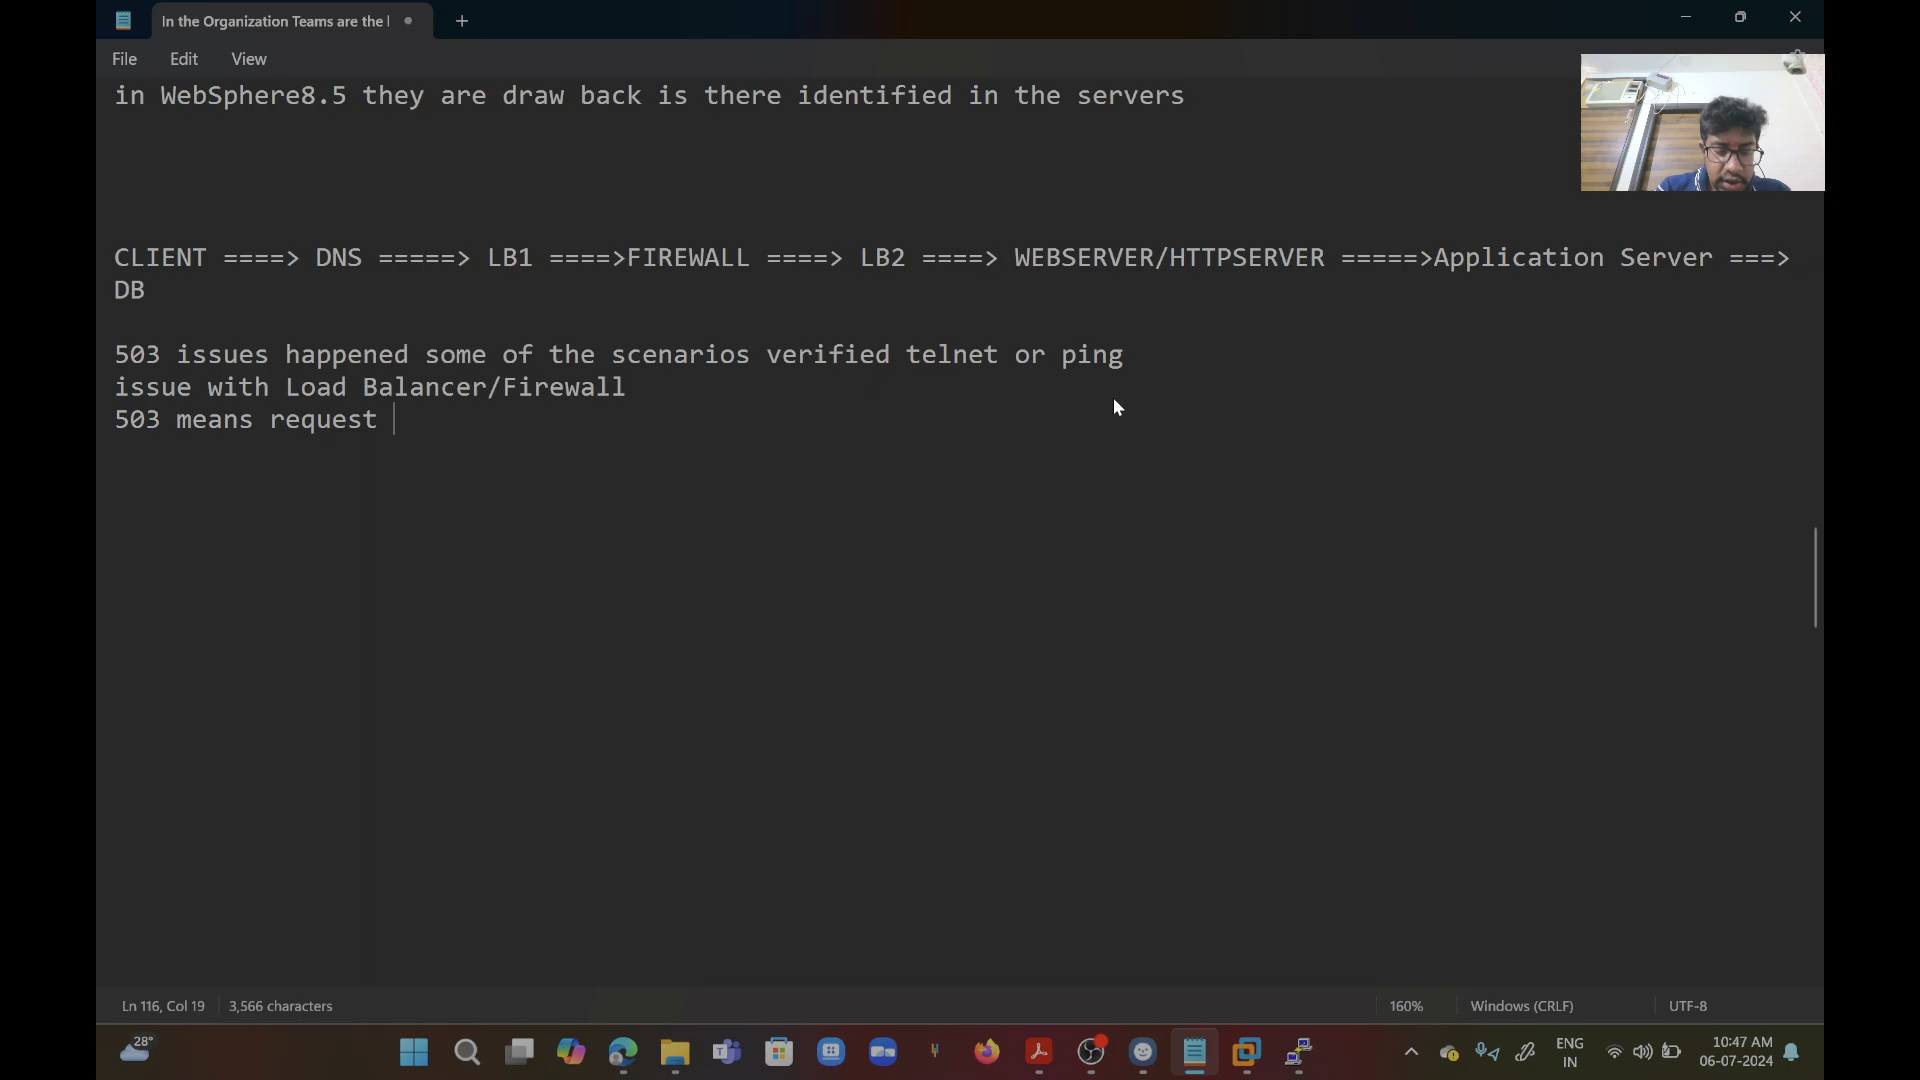 In the Organization Teams are the
File Edit View
in WebSphere8.5 they are draw back is there identified in the servers
CLIENT ====> DNS =====> LB1 ====>FIREWALL ====> LB2 ====> WEBSERVER/HTTPSERVER =====>Application Server ===>
DB
503 issues happened some of the scenarios verified telnet or ping
issue with Load Balancer/Firewall
503 means request
Ln 116, Col 19 3,566 characters 160% Windows (CRLF) UTF-8
28°
ENG
IN
10:47 AM
06-07-2024